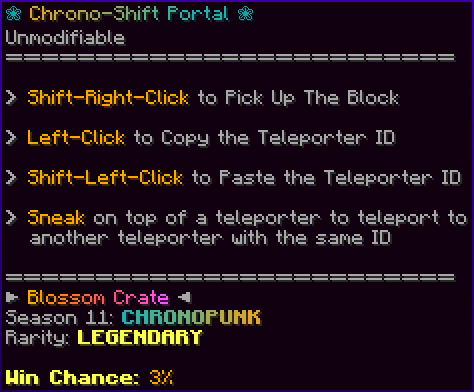 ❀ Chrono-Shift Portal ❀
Unmodifiable
==============================
> Shift-Right-Click to Pick Up The Block
> Left-Click to Copy the Teleporter ID
> Shift-Left-Click to Paste the Teleporter ID
> Sneak on top of a teleporter to teleport to
another teleporter with the same ID
==============================
► Blossom Crate ◄
Season 11: CHRONOPUNK
Rarity: LEGENDARY
Win Chance: 3%